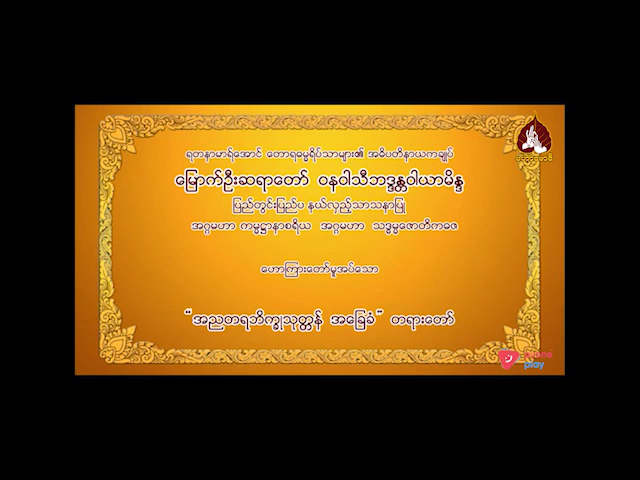 ရတနာမာရ်အောင် တောရဓမ္မရိပ်သာများ၏ အဓိပတိနာယကချုပ်
မြောက်ဦးဆရာတော် ဝနဝါသီဘဒ္ဒန္တဝါယာမိန္ဒ
ပြည်တွင်းပြည်ပ နယ်လှည့်သာသနာပြု
အဂ္ဂမဟာ ကမ္မဋ္ဌာနာစရိယ အဂ္ဂမဟာ သဒ္ဓမ္မဇောတိကဓဇ
ဟောကြားတော်မူအပ်သော
“အညတရဘိက္ခုသုတ္တန် အခြေခံ” တရားတော်
play